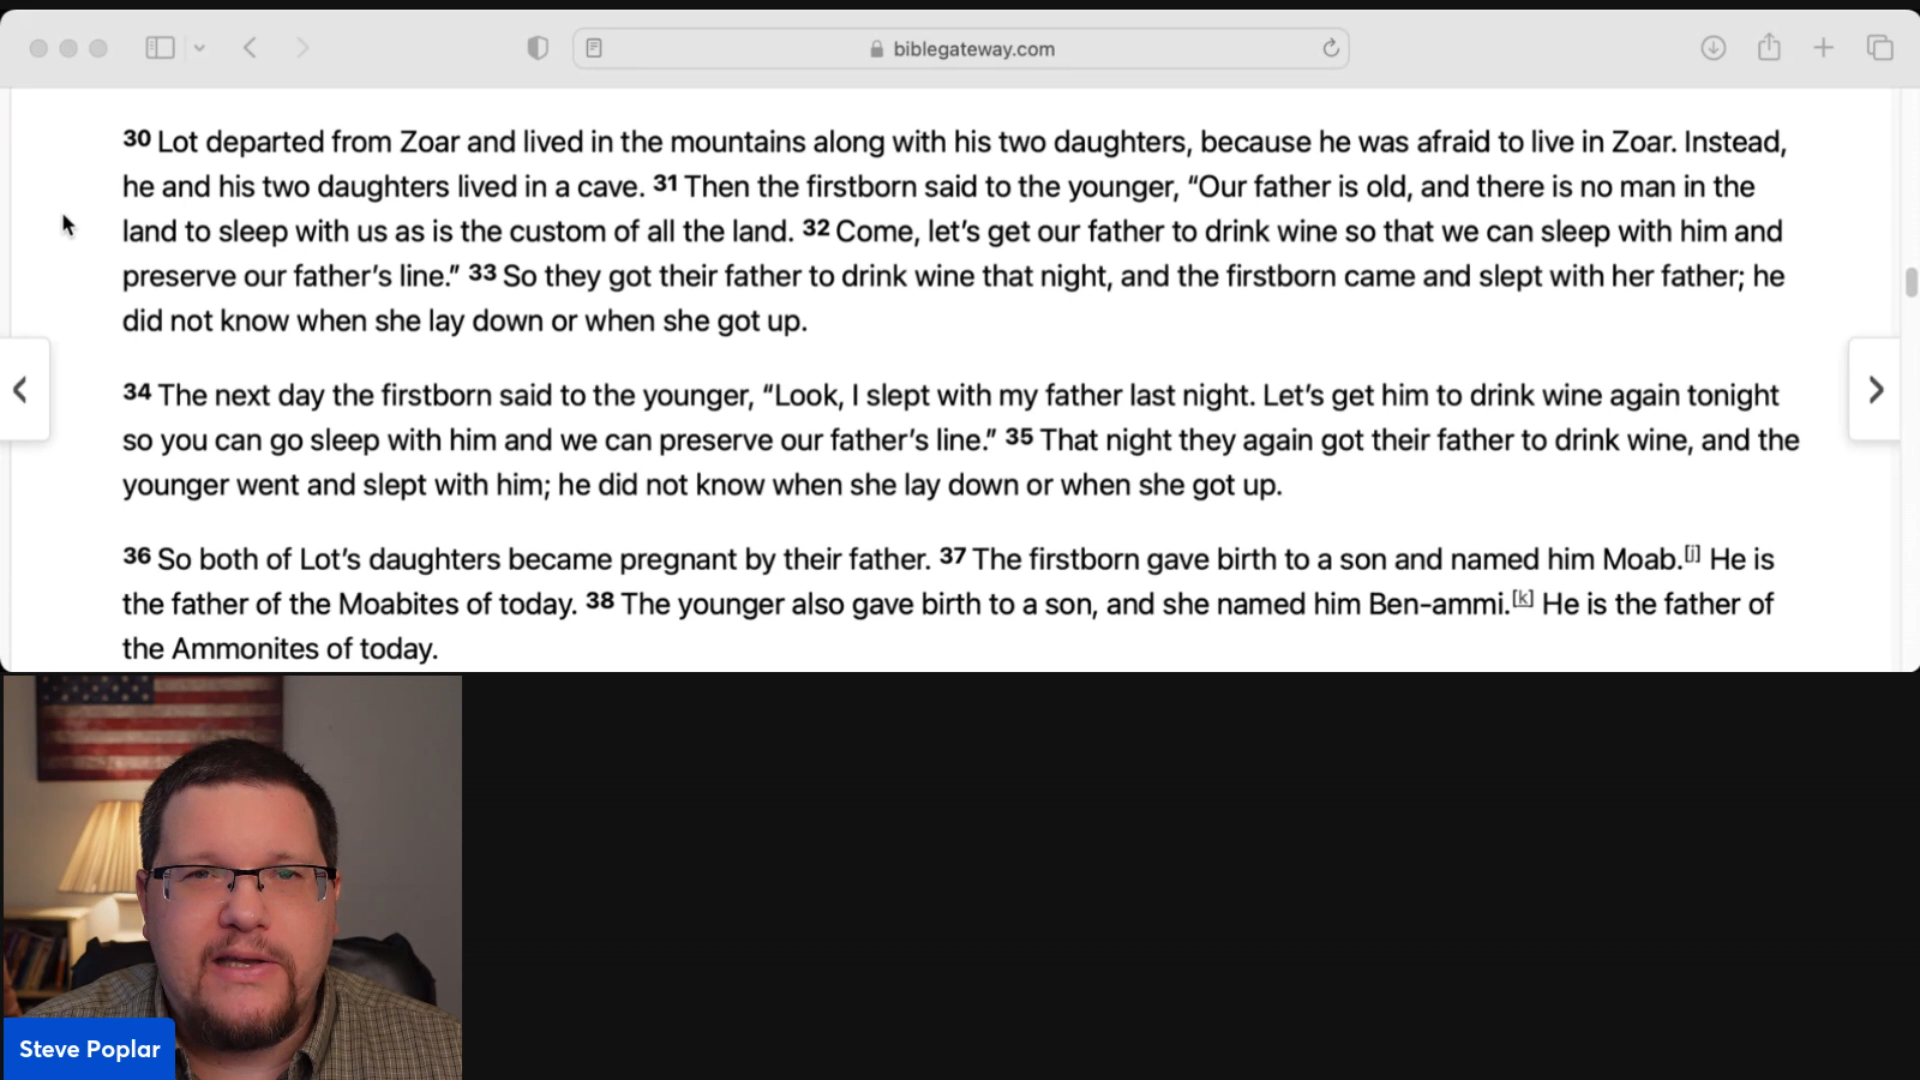 biblegateway.com
30 Lot departed from Zoar and lived in the mountains along with his two daughters, because he was afraid to live in Zoar. Instead,
he and his two daughters lived in a cave. 31 Then the firstborn said to the younger, “Our father is old, and there is no man in the
land to sleep with us as is the custom of all the land. 32 Come, let’s get our father to drink wine so that we can sleep with him and
preserve our father’s line.” 33 So they got their father to drink wine that night, and the firstborn came and slept with her father; he
did not know when she lay down or when she got up.
34 The next day the firstborn said to the younger, “Look, I slept with my father last night. Let’s get him to drink wine again tonight
so you can go sleep with him and we can preserve our father’s line.” 35 That night they again got their father to drink wine, and the
younger went and slept with him; he did not know when she lay down or when she got up.
36 So both of Lot’s daughters became pregnant by their father. 37 The firstborn gave birth to a son and named him Moab.[j] He is
the father of the Moabites of today. 38 The younger also gave birth to a son, and she named him Ben-ammi.[k] He is the father of
the Ammonites of today.
Steve Poplar